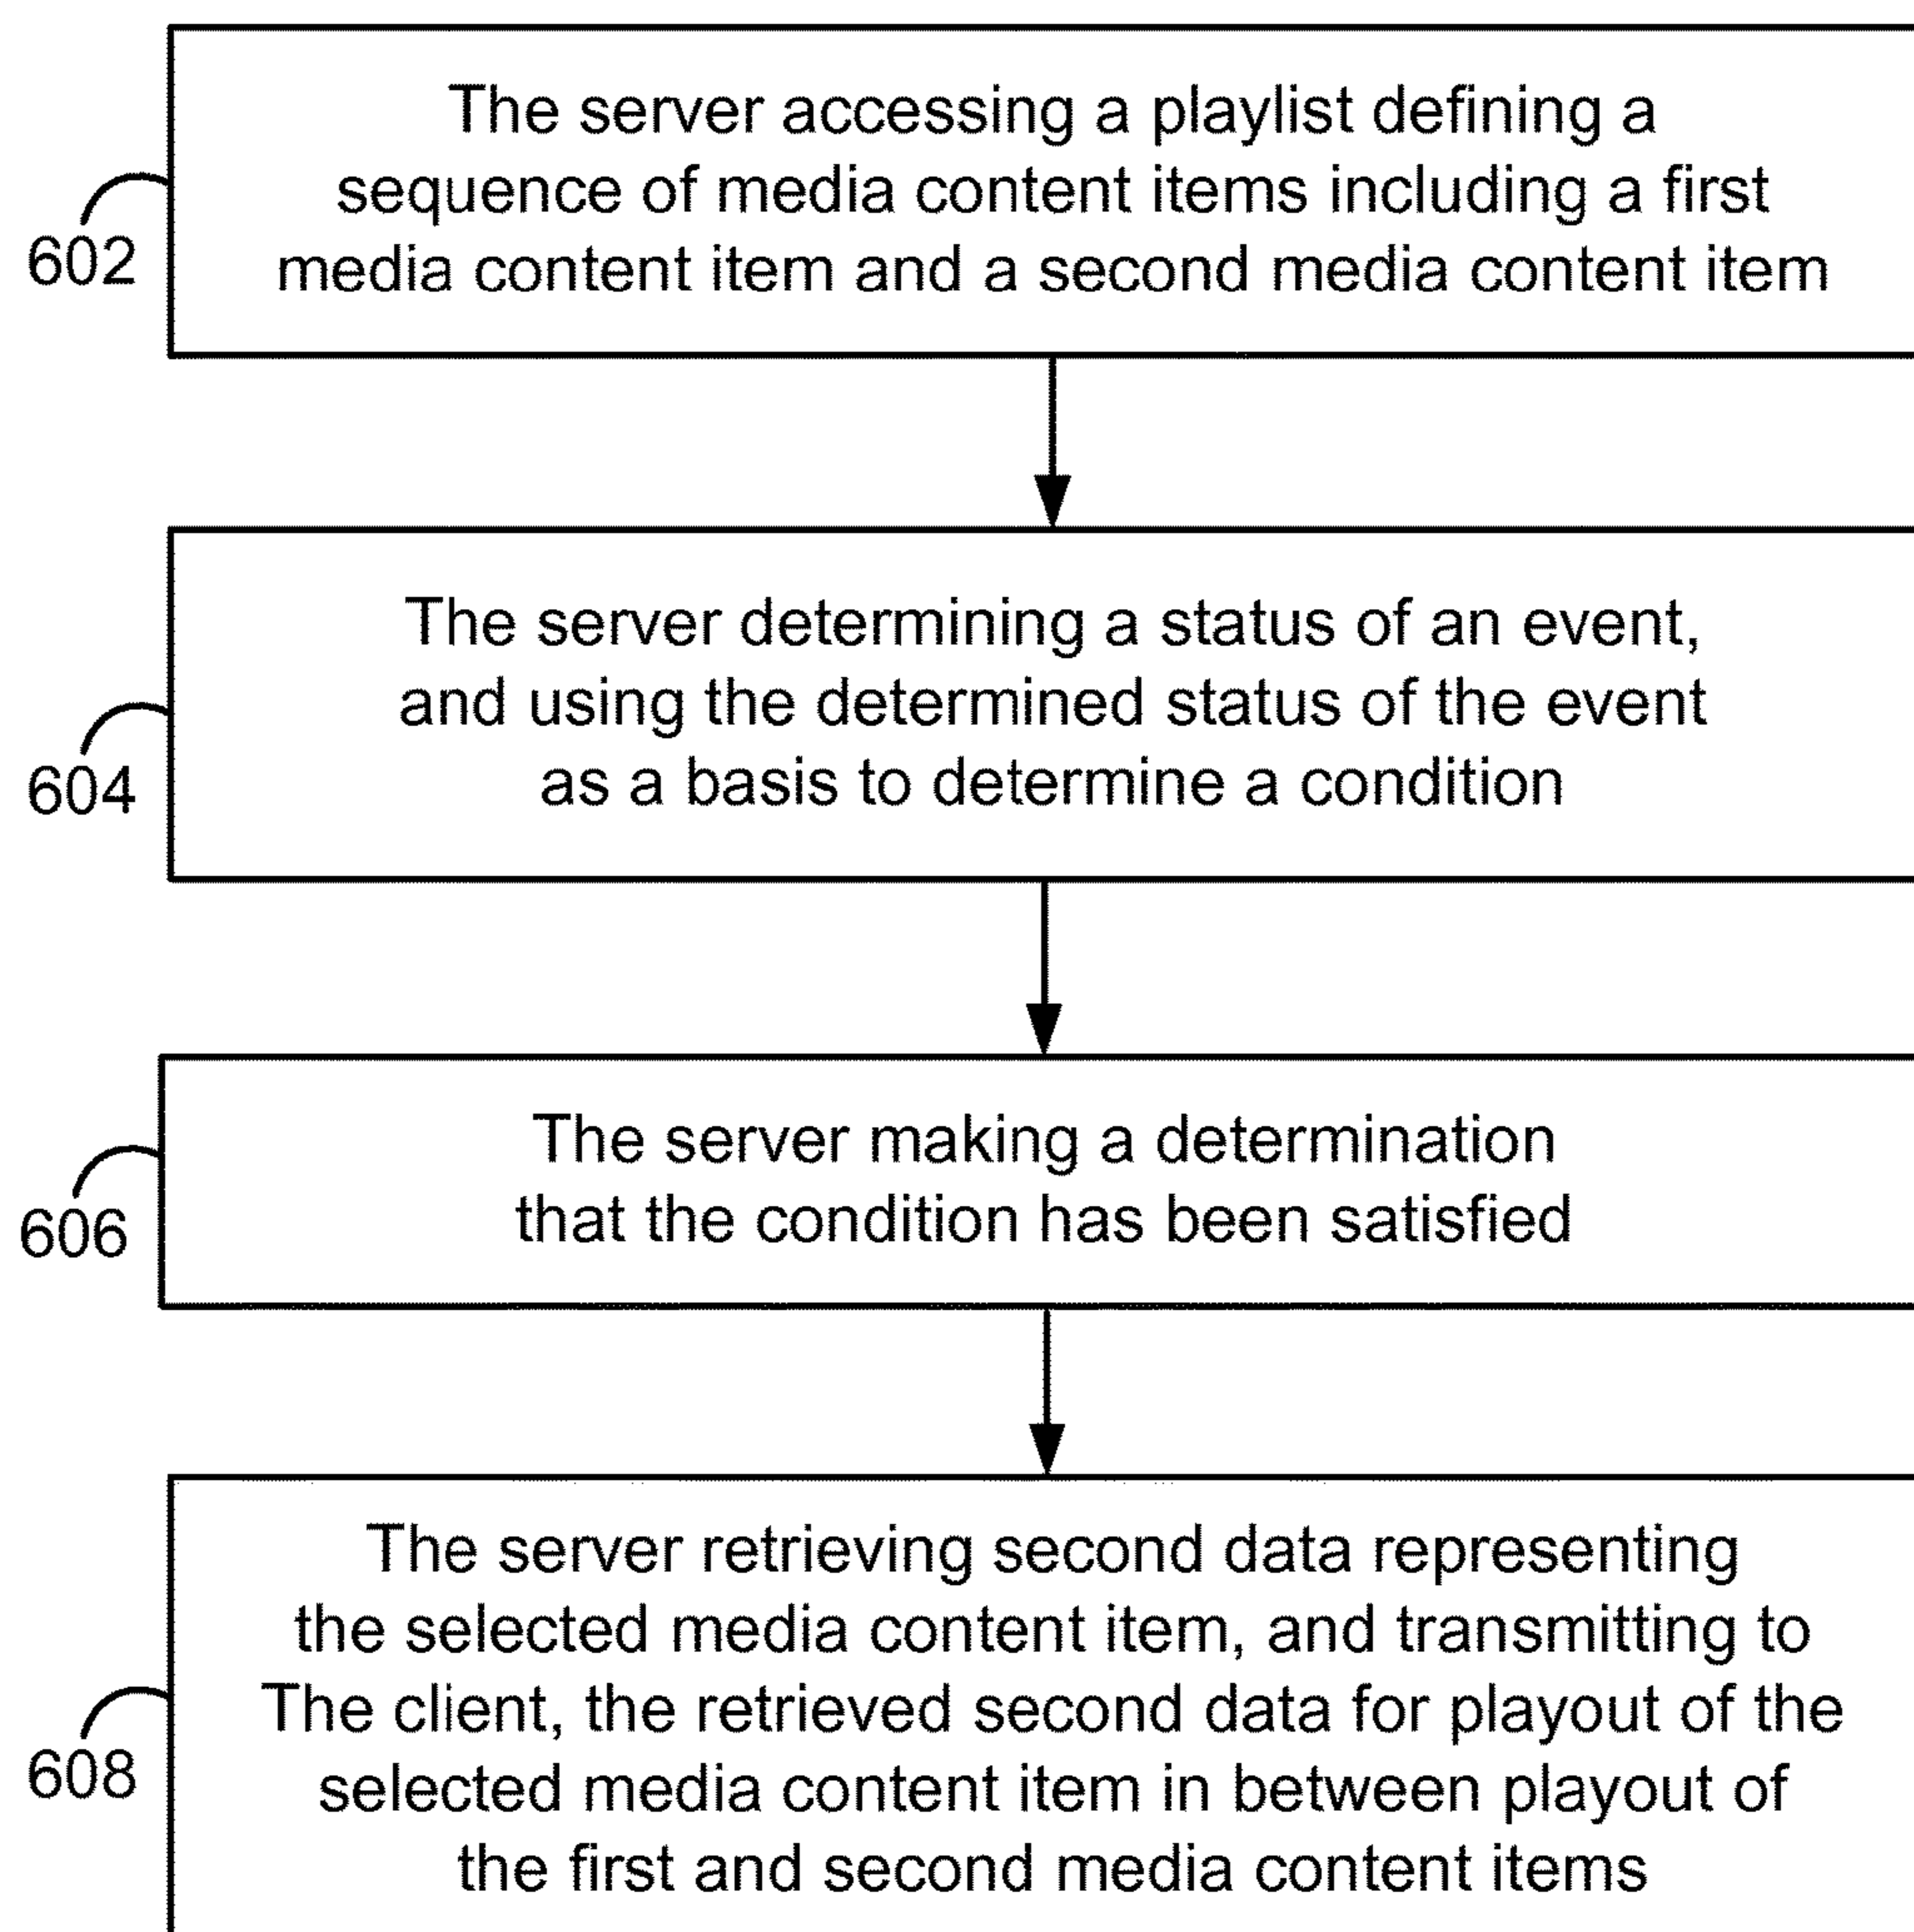 The server accessing a playlist defining a
sequence of media content items including a first
media content item and a second media content item
602
The server determining a status of an event,
and using the determined status of the event
as a basis to determine a condition
604
The server making a determination
that the condition has been satisfied
606
The server retrieving second data representing
the selected media content item, and transmitting to
The client, the retrieved second data for playout of the
selected media content item in between playout of
the first and second media content items
608